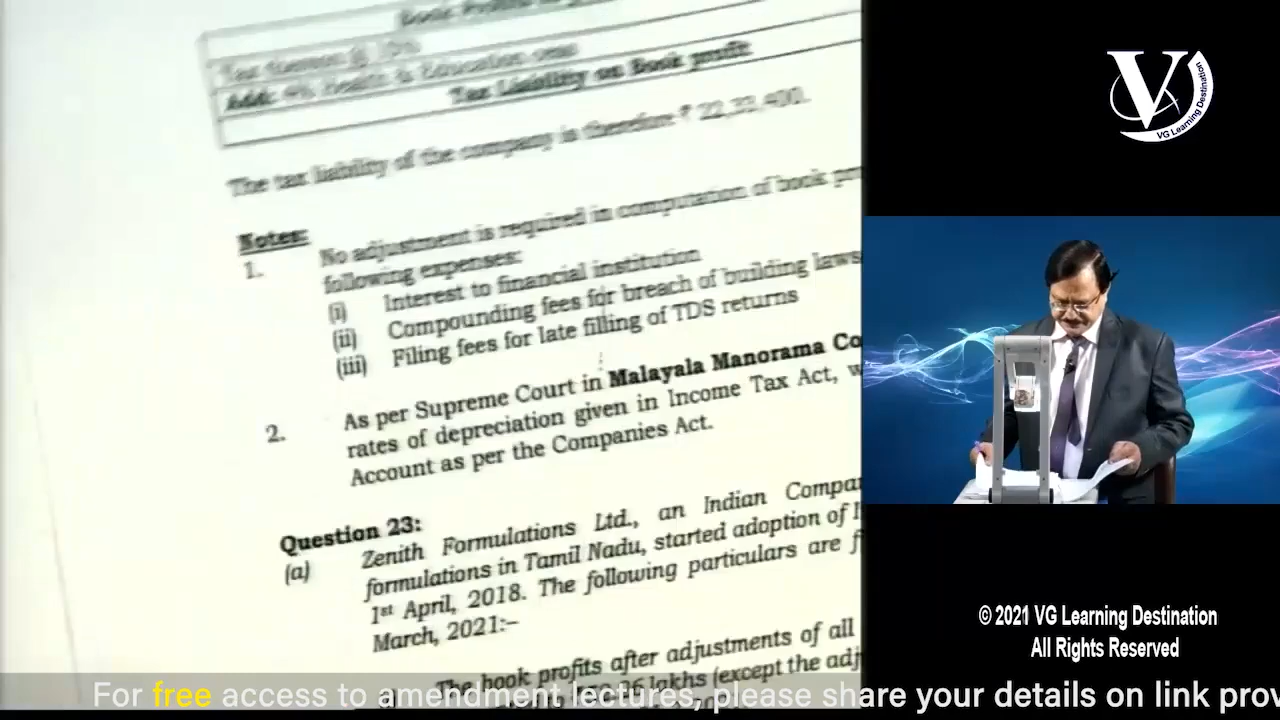 Book Profits
Add: 4% Health & Education cess
Tax Liability on Book profit
The tax liability of the company is therefore ₹ 22,33,400.
Notes:
1. No adjustment is required in computation of book pr
following expenses:
(i) Interest to financial institution
(ii) Compounding fees for breach of building laws
(iii) Filing fees for late filling of TDS returns
2. As per Supreme Court in Malayala Manorama Co
rates of depreciation given in Income Tax Act, w
Account as per the Companies Act.
Question 23:
(a) Zenith Formulations Ltd., an Indian Compa
formulations in Tamil Nadu, started adoption of I
1st April, 2018. The following particulars are f
March, 2021:–
The book profits after adjustments of all
lakhs (except the adj
V
VG Learning Destination
© 2021 VG Learning Destination
All Rights Reserved
For free access to amendment lectures, please share your details on link prov